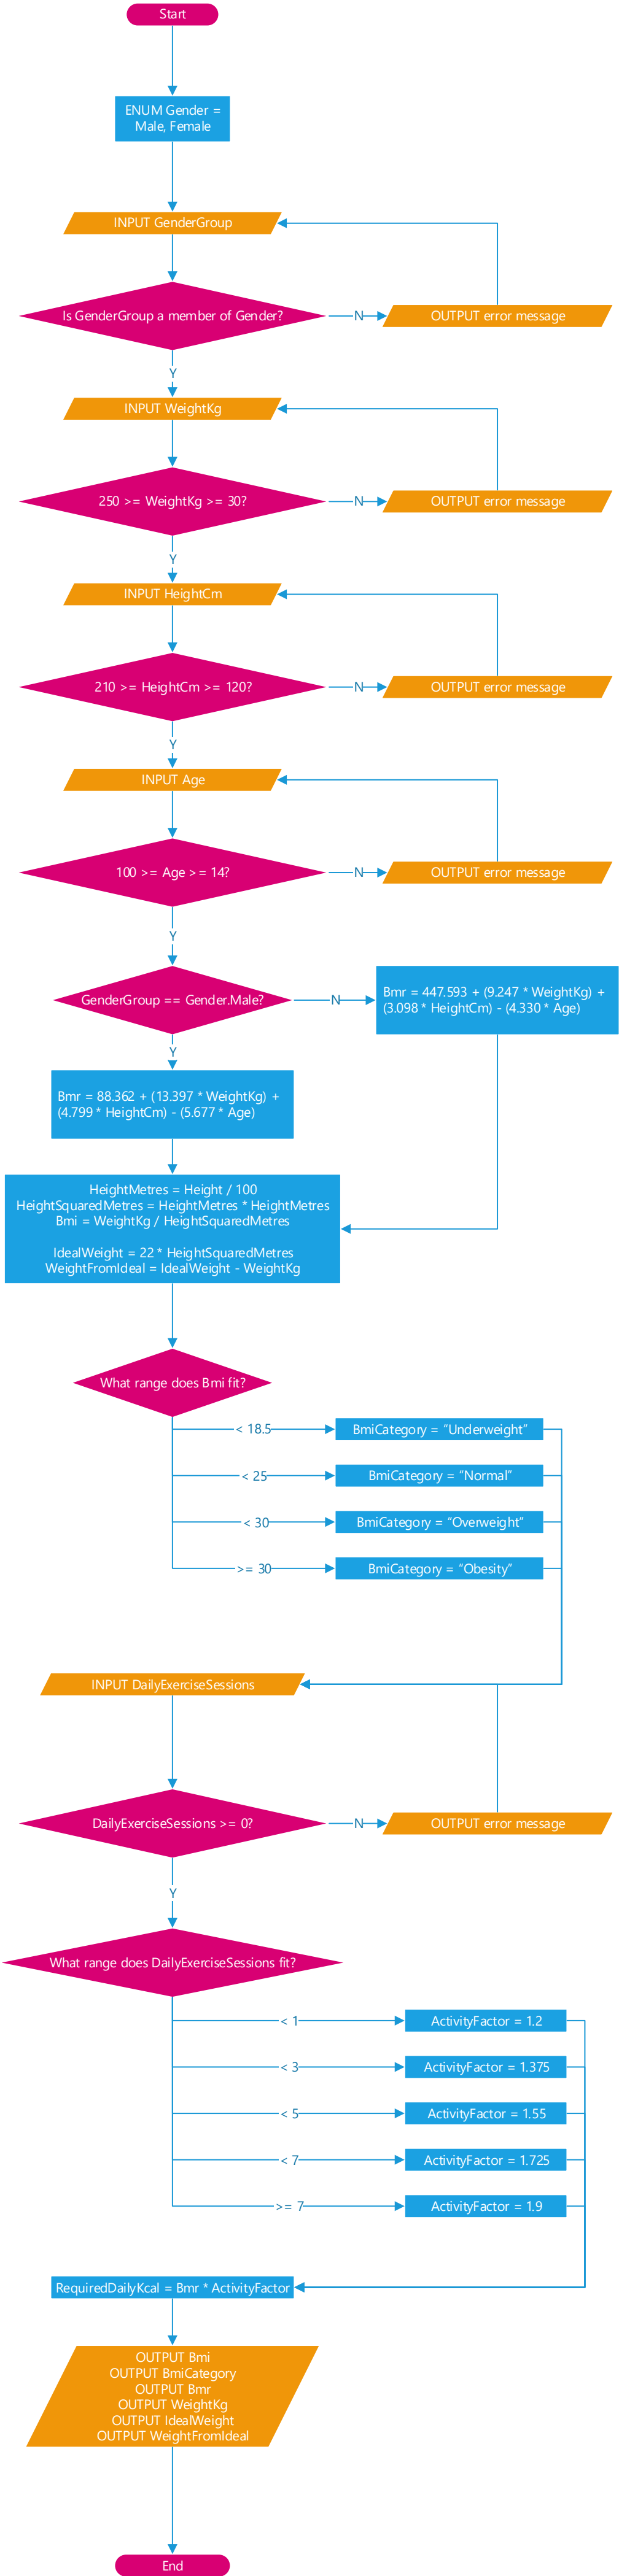 Start
ENUM Gender =
Male, Female
INPUT GenderGroup
Is GenderGroup a member of Gender?
N
OUTPUT error message
Y
INPUT WeightKg
250 >= WeightKg >= 30?
N
OUTPUT error message
Y
INPUT HeightCm
210 >= HeightCm >= 120?
N
OUTPUT error message
Y
INPUT Age
100 >= Age >= 14?
N
OUTPUT error message
Y
GenderGroup == Gender.Male?
N
Bmr = 447.593 + (9.247 * WeightKg) +
(3.098 * HeightCm) - (4.330 * Age)
Y
Bmr = 88.362 + (13.397 * WeightKg) +
(4.799 * HeightCm) - (5.677 * Age)
HeightMetres = Height / 100
HeightSquaredMetres = HeightMetres * HeightMetres
Bmi = WeightKg / HeightSquaredMetres
IdealWeight = 22 * HeightSquaredMetres
WeightFromIdeal = IdealWeight - WeightKg
What range does Bmi fit?
< 18.5
BmiCategory = “Underweight”
< 25
BmiCategory = “Normal”
< 30
BmiCategory = “Overweight”
>= 30
BmiCategory = “Obesity”
INPUT DailyExerciseSessions
DailyExerciseSessions >= 0?
N
OUTPUT error message
Y
What range does DailyExerciseSessions fit?
< 1
ActivityFactor = 1.2
< 3
ActivityFactor = 1.375
< 5
ActivityFactor = 1.55
< 7
ActivityFactor = 1.725
>= 7
ActivityFactor = 1.9
RequiredDailyKcal = Bmr * ActivityFactor
OUTPUT Bmi
OUTPUT BmiCategory
OUTPUT Bmr
OUTPUT WeightKg
OUTPUT IdealWeight
OUTPUT WeightFromIdeal
End